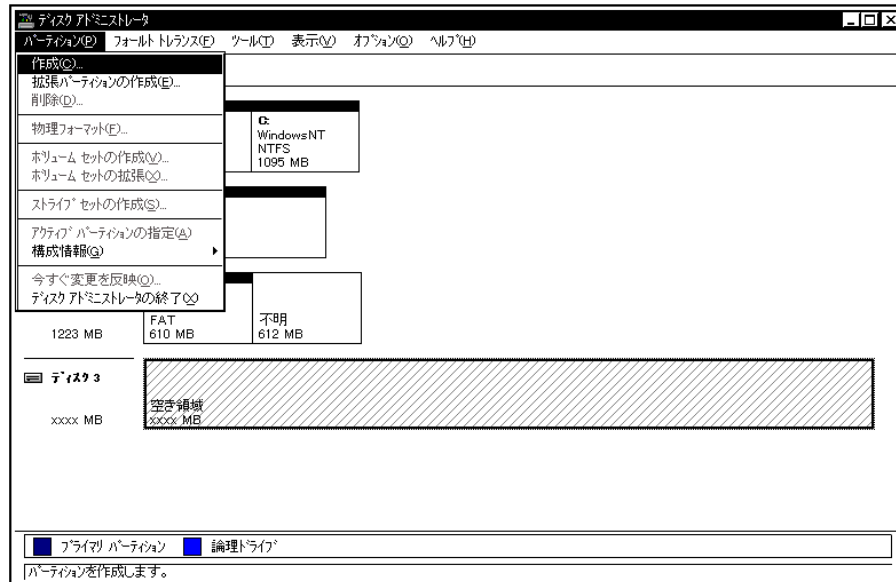 ディスク アドミニストレータ
パーティション(P) フォールト トレランス(F) ツール(T) 表示(V) オプション(O) ヘルプ(H)
作成(C)...
拡張パーティションの作成(E)...
削除(D)...
物理フォーマット(F)...
ボリューム セットの作成(V)...
ボリューム セットの拡張(X)...
ストライプ セットの作成(S)...
アクティブ パーティションの指定(A)
構成情報(G)
今すぐ変更を反映(O)...
ディスク アドミニストレータの終了(X)
C:
WindowsNT
NTFS
1095 MB
1223 MB
FAT
610 MB
不明
612 MB
ディスク 3
xxxx MB
空き領域
xxxx MB
プライマリ パーティション 論理ドライブ
パーティションを作成します。